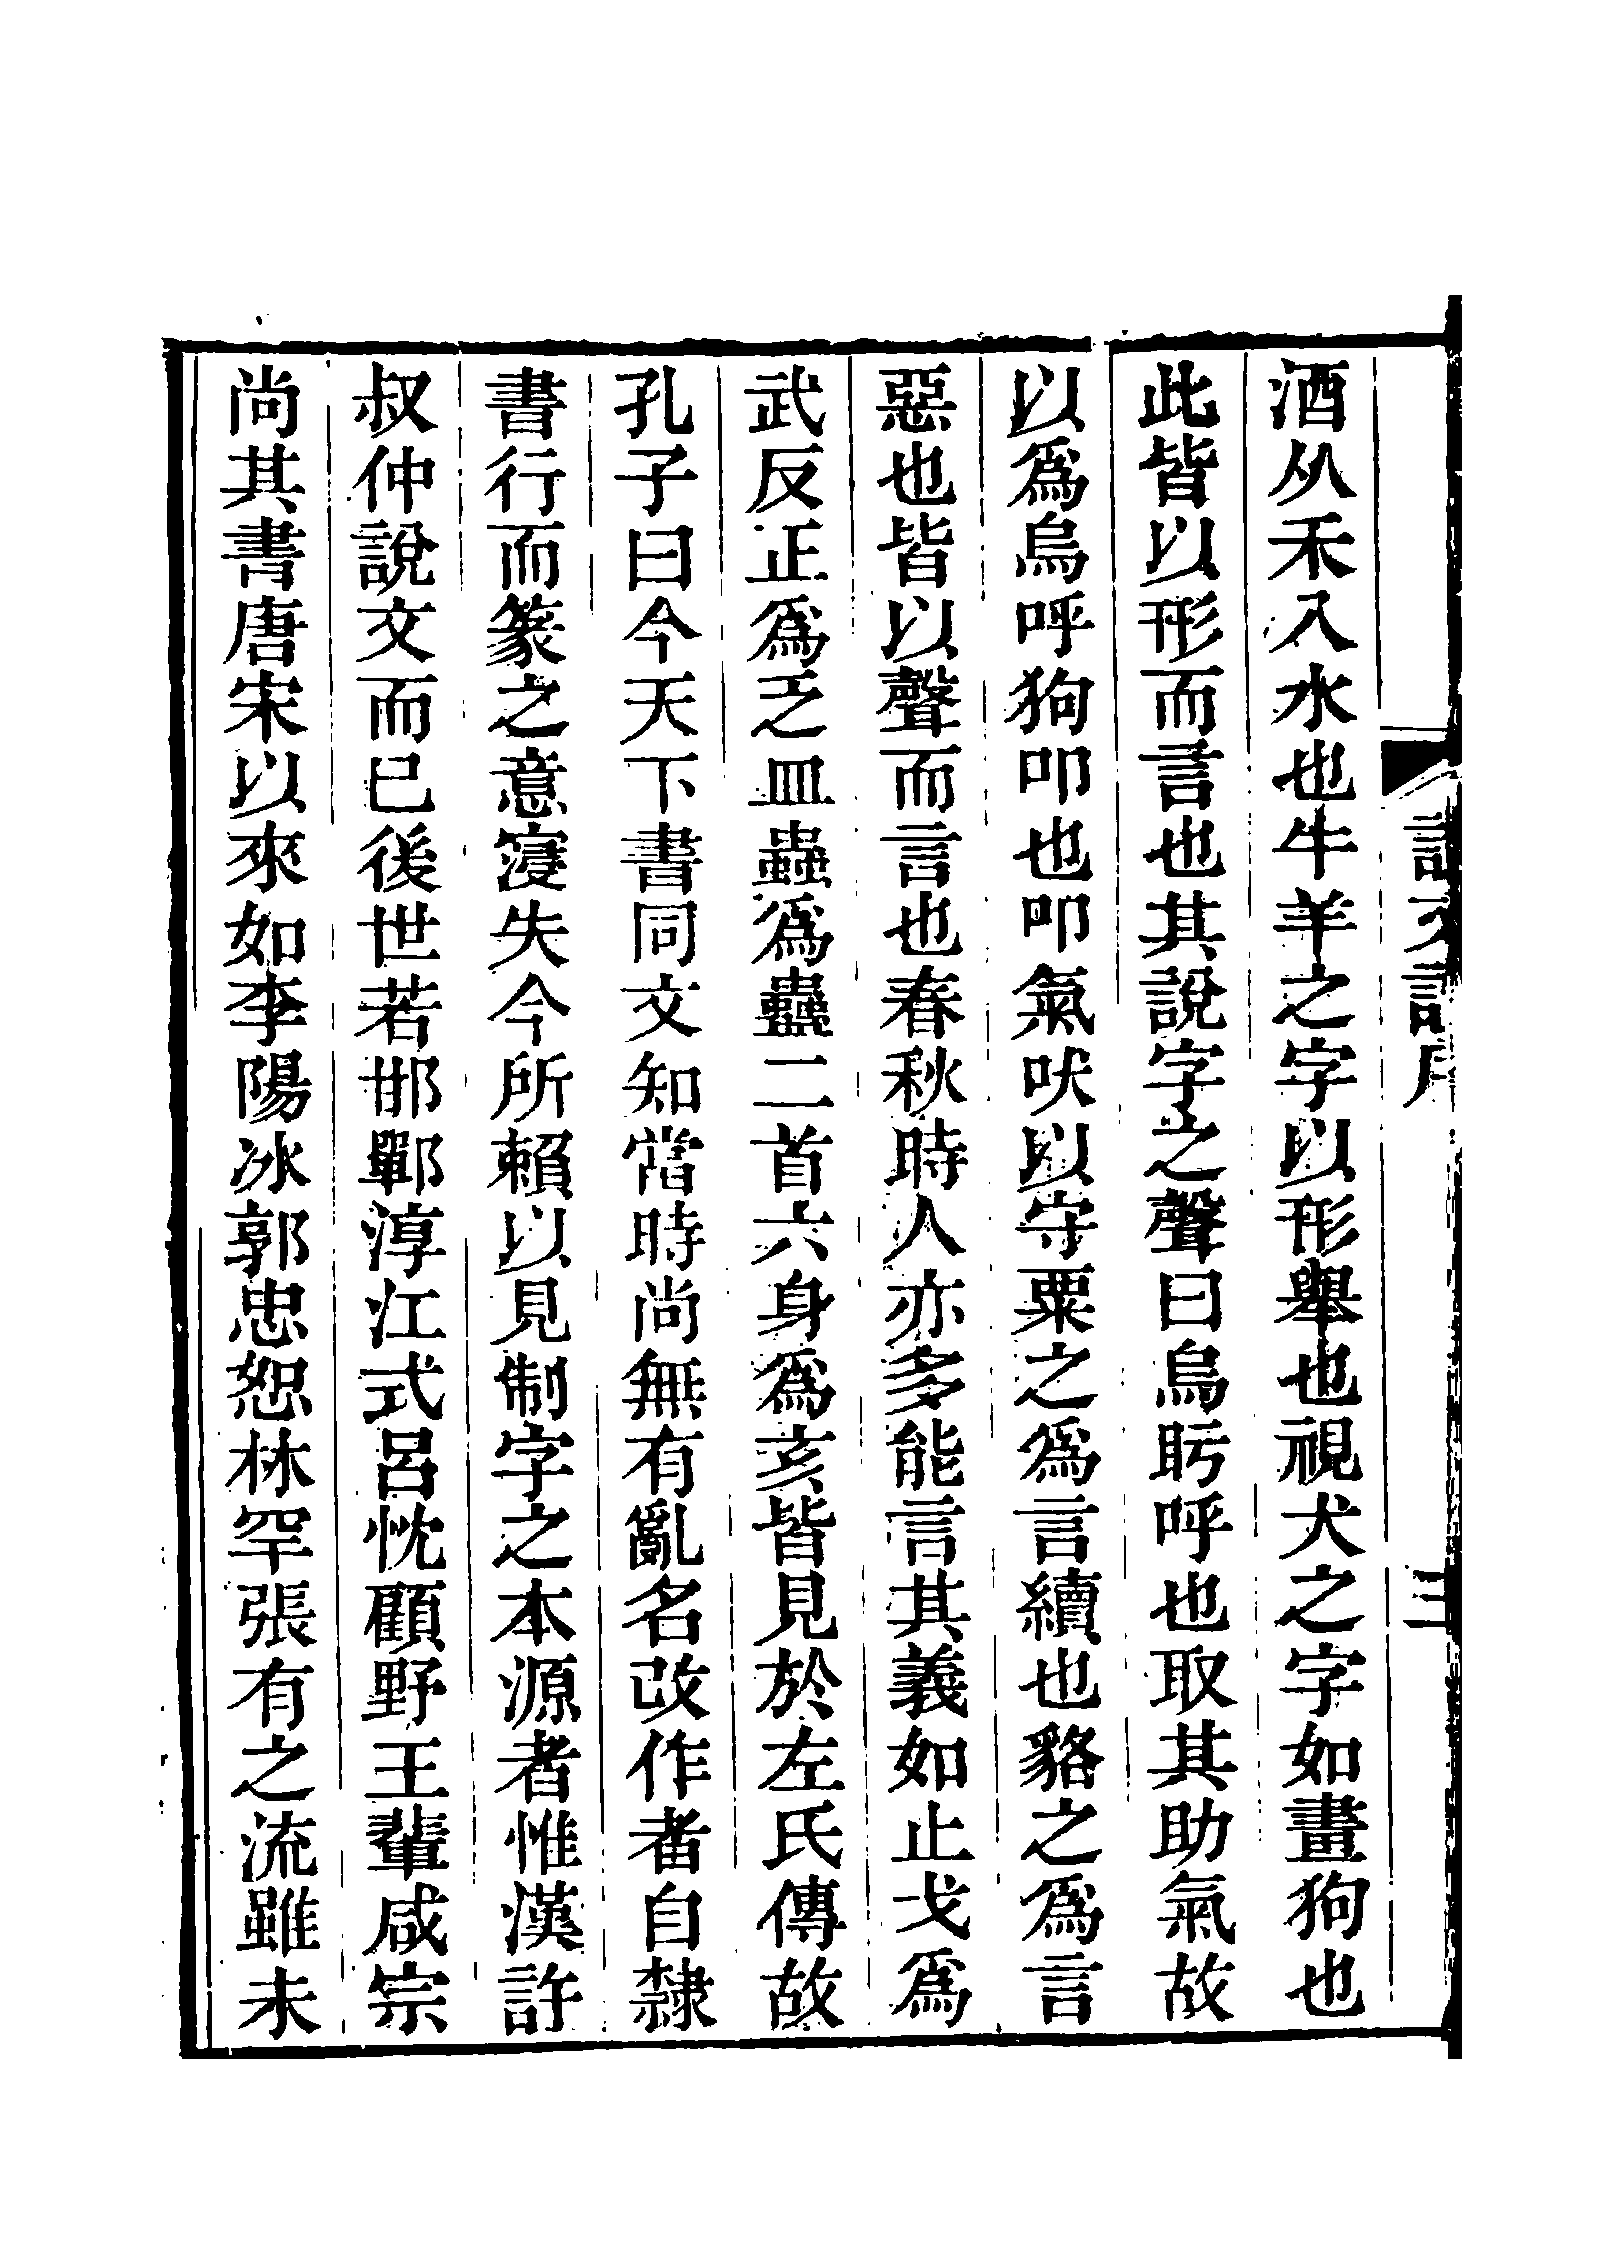 說文記序
三
酒从禾入水也牛羊之字以形舉也視犬之字如畫狗也
此皆以形而言也其說字之聲曰烏𥄎呼也取其助氣故
以爲烏呼狗叩也叩氣吠以守粟之爲言續也貉之爲言
惡也皆以聲而言也春秋時人亦多能言其義如止戈爲
武反正爲乏皿蟲爲蠱二首六身爲亥皆見於左氏傳故
孔子曰今天下書同文知當時尚無有亂名改作者自隸
書行而篆之意寖失今所賴以見制字之本源者惟漢許
叔仲說文而已後世若邯鄲淳江式呂忱顧野王輩咸宗
尚其書唐宋以來如李陽冰郭忠恕林罕張有之流雖未